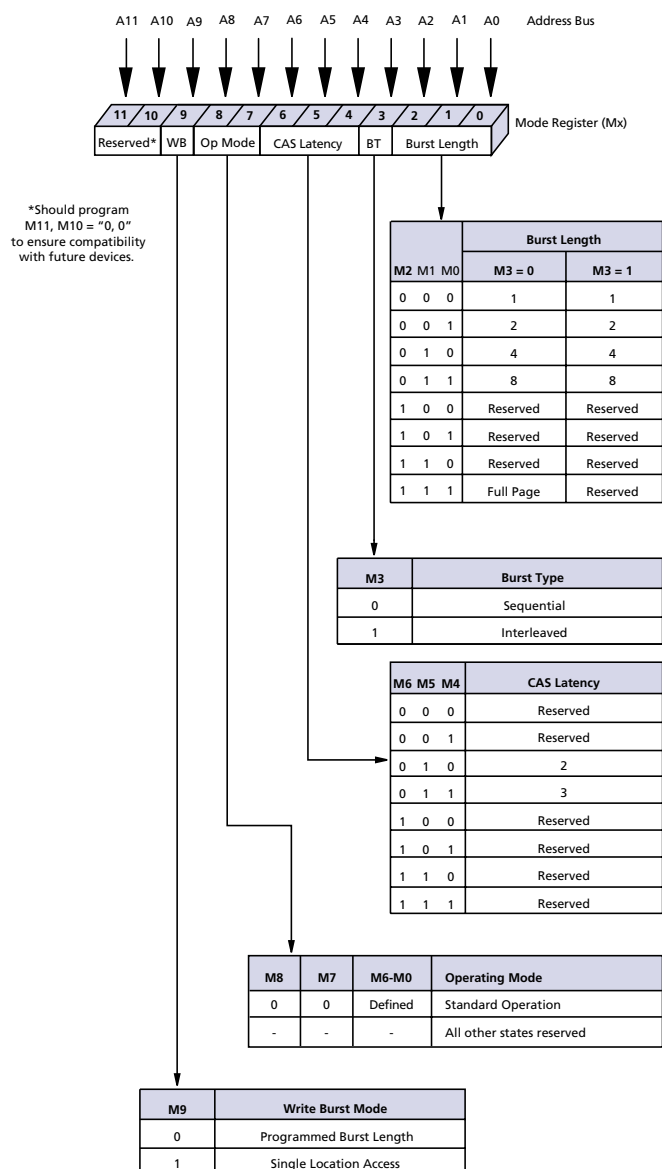 A11 A10 A9 A8 A7 A6 A5 A4 A3 A2 A1 A0 Address Bus
11 10 9 8 7 6 5 4 3 2 1 0
Mode Register (Mx)
Reserved* WB Op Mode CAS Latency BT Burst Length
*Should program
M11, M10 = “0, 0“
to ensure compatibility
with future devices.
Burst Length
M2 M1 M0 M3 = 0 M3 = 1
0 0 0 1 1
0 0 1 2 2
0 1 0 4 4
0 1 1 8 8
1 0 0 Reserved Reserved
1 0 1 Reserved Reserved
1 1 0 Reserved Reserved
1 1 1 Full Page Reserved
M3 Burst Type
0 Sequential
1 Interleaved
M6 M5 M4 CAS Latency
0 0 0 Reserved
0 0 1 Reserved
0 1 0 2
0 1 1 3
1 0 0 Reserved
1 0 1 Reserved
1 1 0 Reserved
1 1 1 Reserved
M8 M7 M6-M0 Operating Mode
0 0 Defined Standard Operation
- - - All other states reserved
M9 Write Burst Mode
0 Programmed Burst Length
1 Single Location Access